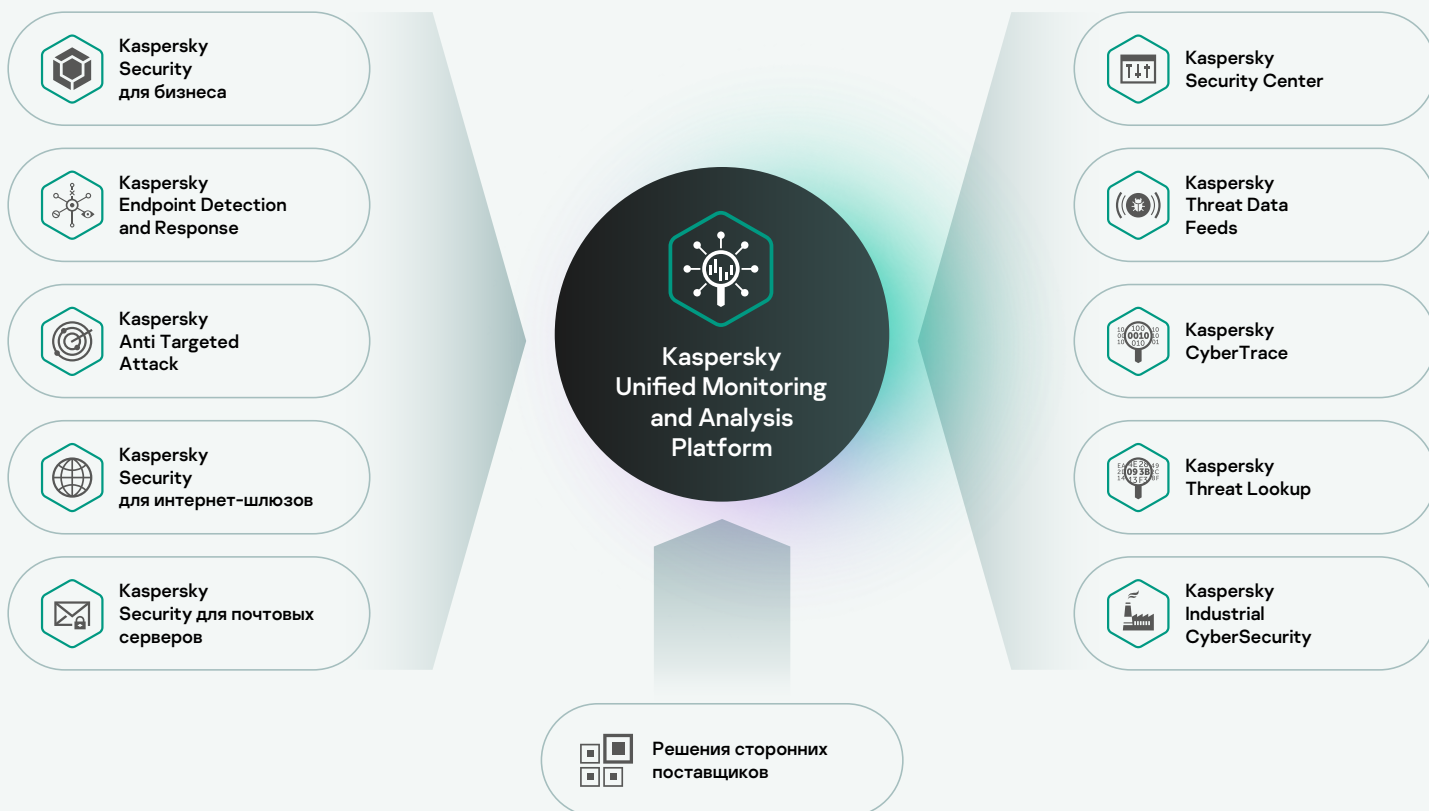 Kaspersky
Security
для бизнеса
Kaspersky
Endpoint Detection
and Response
Kaspersky
Anti Targeted
Attack
Kaspersky
Security
для интернет-шлюзов
Kaspersky
Security для почтовых
серверов
Kaspersky
Unified Monitoring
and Analysis
Platform
Решения сторонних
поставщиков
Kaspersky
Security Center
Kaspersky
Threat Data
Feeds
Kaspersky
CyberTrace
Kaspersky
Threat Lookup
Kaspersky
Industrial
CyberSecurity